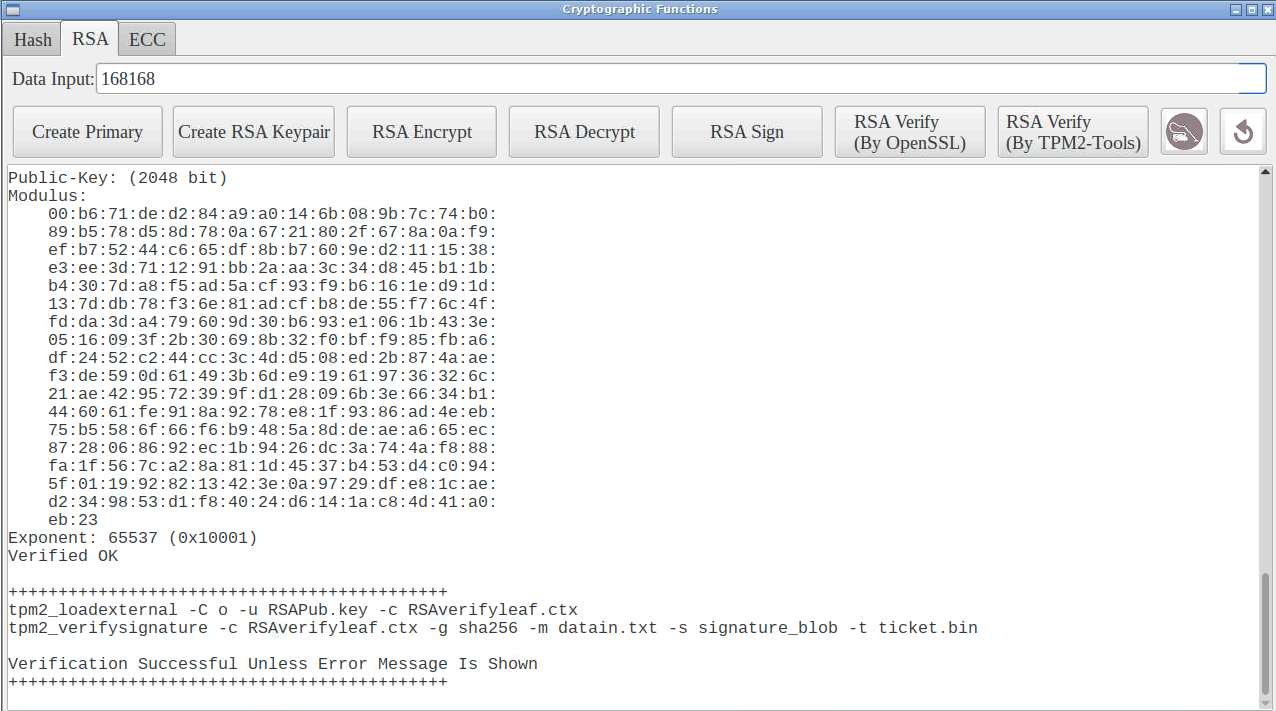 Cryptographic Functions
Hash RSA ECC
Data Input: 168168
Create Primary Create RSA Keypair RSA Encrypt RSA Decrypt RSA Sign RSA Verify (By OpenSSL) RSA Verify (By TPM2-Tools)
Public-Key: (2048 bit)
Modulus:
00:b6:71:de:d2:84:a9:a0:14:6b:08:9b:7c:74:b0:
89:b5:78:d5:8d:78:0a:67:21:80:2f:67:8a:0a:f9:
ef:b7:52:44:c6:65:df:8b:b7:60:9e:d2:11:15:38:
e3:ee:3d:71:12:91:bb:2a:aa:3c:34:d8:45:b1:1b:
b4:30:7d:a8:f5:ad:5a:cf:93:f9:b6:16:1e:d9:1d:
13:7d:db:78:f3:6e:81:ad:cf:b8:de:55:f7:6c:4f:
fd:da:3d:a4:79:60:9d:30:b6:93:e1:06:1b:43:3e:
05:16:09:3f:2b:30:69:8b:32:f0:bf:f9:85:fb:a6:
df:24:52:c2:44:cc:3c:4d:d5:08:ed:2b:87:4a:ae:
f3:de:59:0d:61:49:3b:6d:e9:19:61:97:36:32:6c:
21:ae:42:95:72:39:9f:d1:28:09:6b:3e:66:34:b1:
44:60:61:fe:91:8a:92:78:e8:1f:93:86:ad:4e:eb:
75:b5:58:6f:66:f6:b9:48:5a:8d:de:ae:a6:65:ec:
87:28:06:86:92:ec:1b:94:26:dc:3a:74:4a:f8:88:
fa:1f:56:7c:a2:8a:81:1d:45:37:b4:53:d4:c0:94:
5f:01:19:92:82:13:42:3e:0a:97:29:df:e8:1c:ae:
d2:34:98:53:d1:f8:40:24:d6:14:1a:c8:4d:41:a0:
eb:23
Exponent: 65537 (0x10001)
Verified OK
++++++++++++++++++++++++++++++++++++++++++++
tpm2_loadexternal -C o -u RSAPub.key -c RSAverifyleaf.ctx
tpm2_verifysignature -c RSAverifyleaf.ctx -g sha256 -m datain.txt -s signature_blob -t ticket.bin
Verification Successful Unless Error Message Is Shown
++++++++++++++++++++++++++++++++++++++++++++